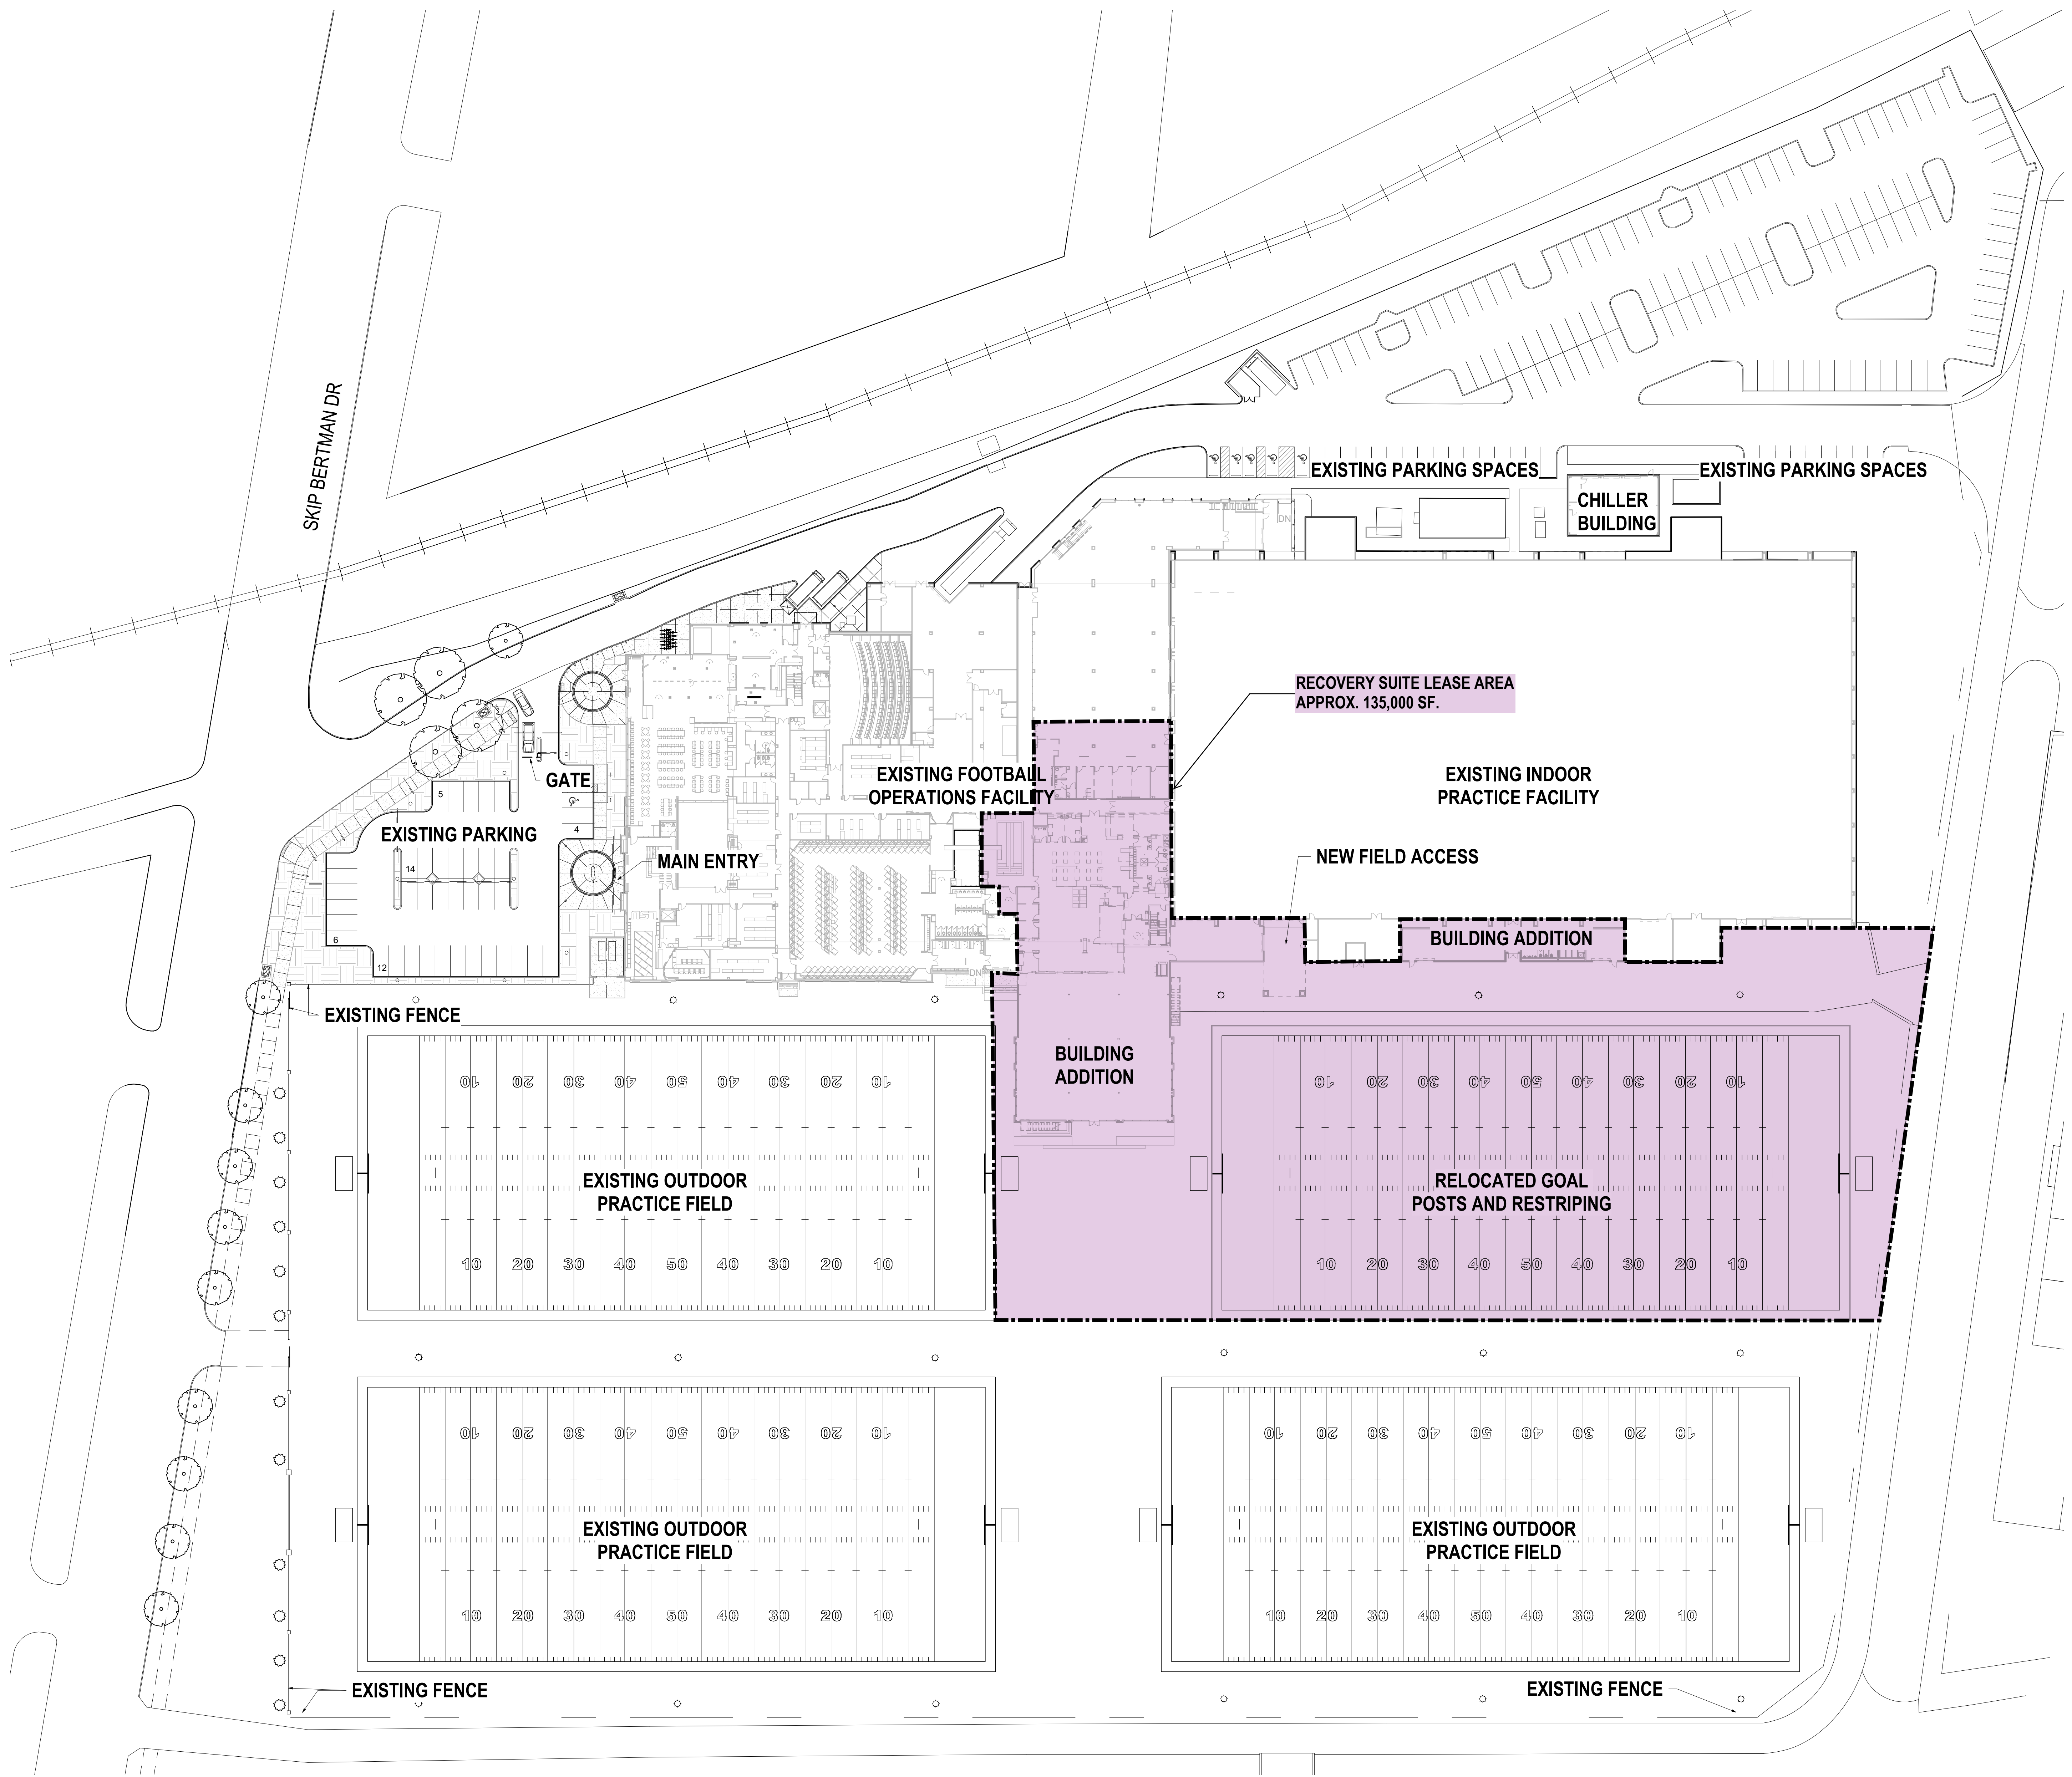 SKIP BERTMAN DR
EXISTING PARKING SPACES
EXISTING PARKING SPACES
CHILLER
BUILDING
DN
RECOVERY SUITE LEASE AREA
APPROX. 135,000 SF.
EXISTING FOOTBALL
OPERATIONS FACILITY
EXISTING INDOOR
PRACTICE FACILITY
GATE
5
EXISTING PARKING
4
MAIN ENTRY
NEW FIELD ACCESS
14
6
12
BUILDING ADDITION
DN
EXISTING FENCE
BUILDING
ADDITION
10 20 30 40 50 40 30 20 10
10 20 30 40 50 40 30 20 10
EXISTING OUTDOOR
PRACTICE FIELD
RELOCATED GOAL
POSTS AND RESTRIPING
10 20 30 40 50 40 30 20 10
10 20 30 40 50 40 30 20 10
10 20 30 40 50 40 30 20 10
10 20 30 40 50 40 30 20 10
EXISTING OUTDOOR
PRACTICE FIELD
EXISTING OUTDOOR
PRACTICE FIELD
10 20 30 40 50 40 30 20 10
10 20 30 40 50 40 30 20 10
EXISTING FENCE
EXISTING FENCE